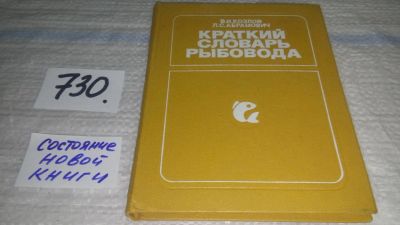 730.
состояние
новой
книги
В.И.КОЗЛОВ
Л.С.АБРАМОВИЧ
КРАТКИЙ
СЛОВАРЬ
РЫБОВОДА